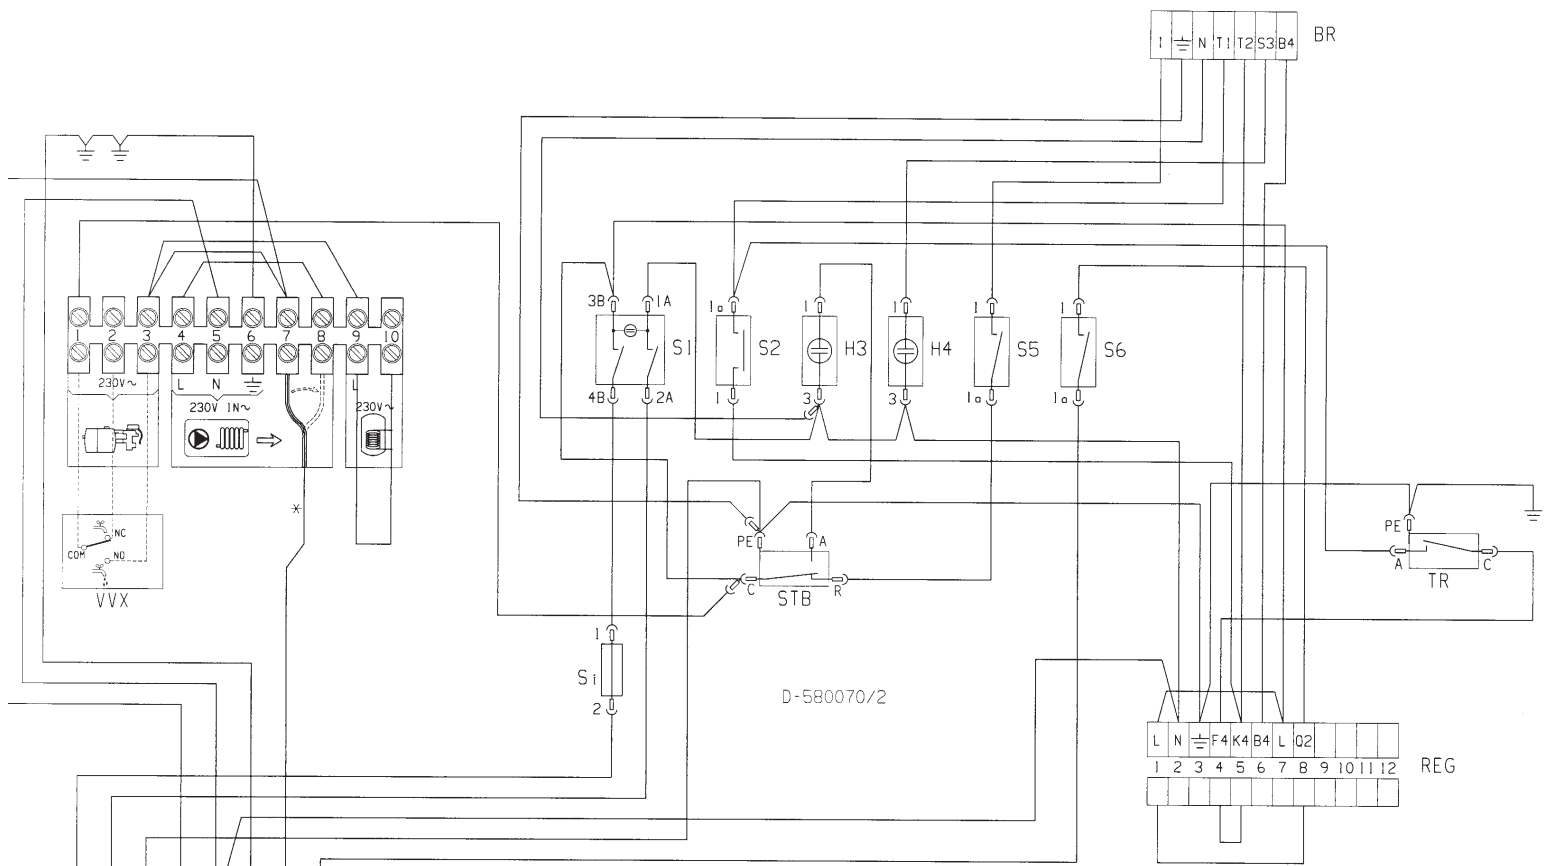 BR
1 N T1 T2 S3 B4
3B 1A 1a 1 1 1 1
S1 S2 H3 H4 S5 S6
4B 2A 1 3 3 1a 1a
1 2 3 4 5 6 7 8 9 10
230V~ L N L
230V 1N~ 230V~
*
NC
COM
NO
VVX
PE A
C R
STB
PE
A C
TR
1
Si
2
D-580070/2
L N F4 K4 B4 L Q2
1 2 3 4 5 6 7 8 9 10 11 12
REG